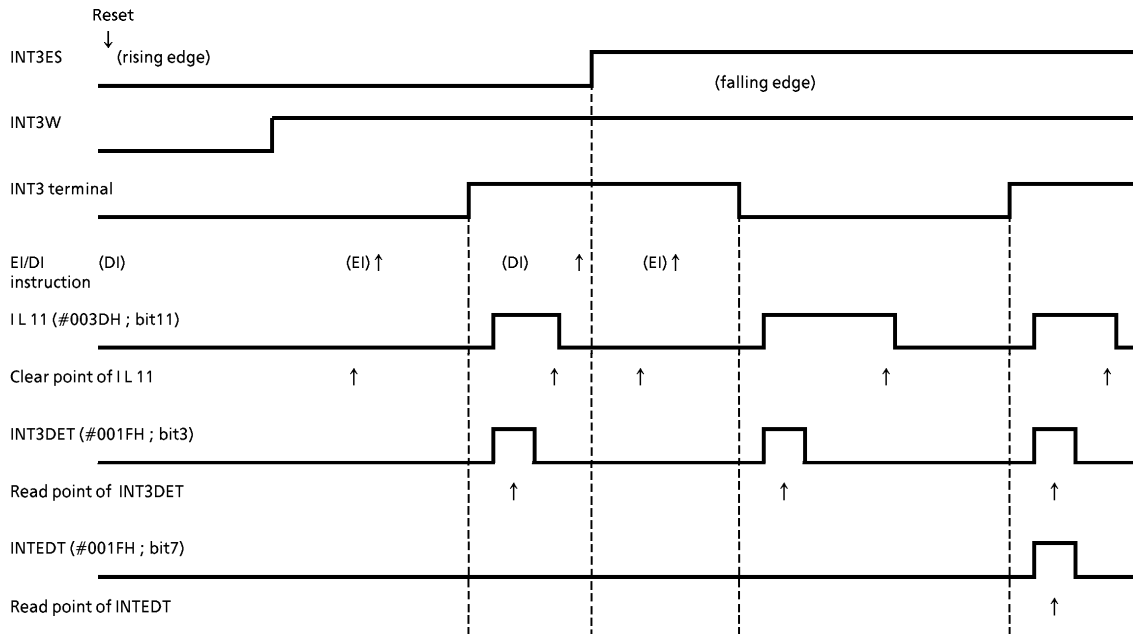 Reset
↓
INT3ES (rising edge)
(falling edge)
INT3W
INT3 terminal
EI/DI (DI) (EI)↑ (DI) ↑ (EI)↑
instruction
I L 11 (#003DH ; bit11)
Clear point of I L 11 ↑ ↑ ↑ ↑ ↑
INT3DET (#001FH ; bit3)
Read point of INT3DET ↑ ↑ ↑
INTEDT (#001FH ; bit7)
Read point of INTEDT ↑